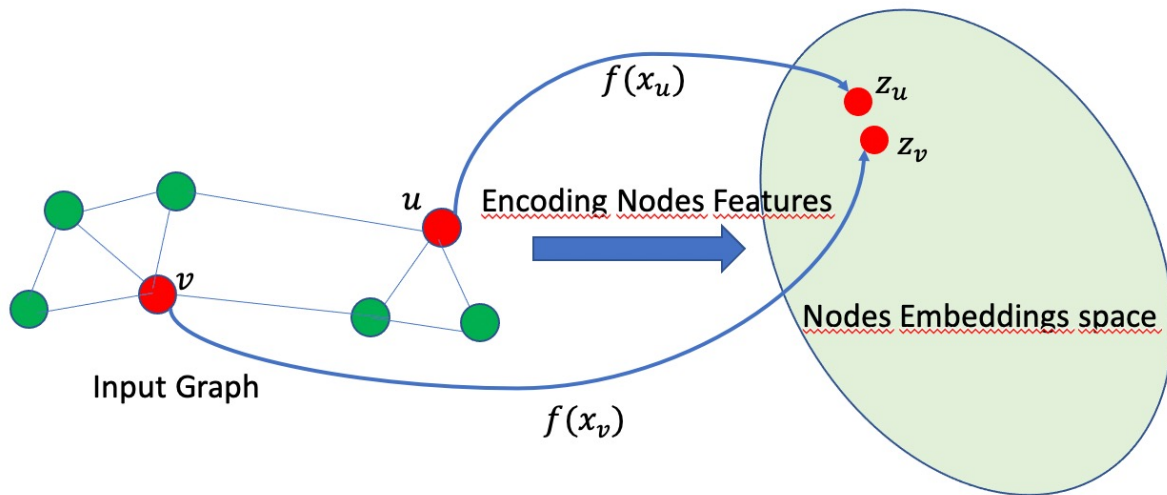 f(x_u)
z_u
z_v
u
Encoding Nodes Features
v
Nodes Embeddings space
Input Graph
f(x_v)